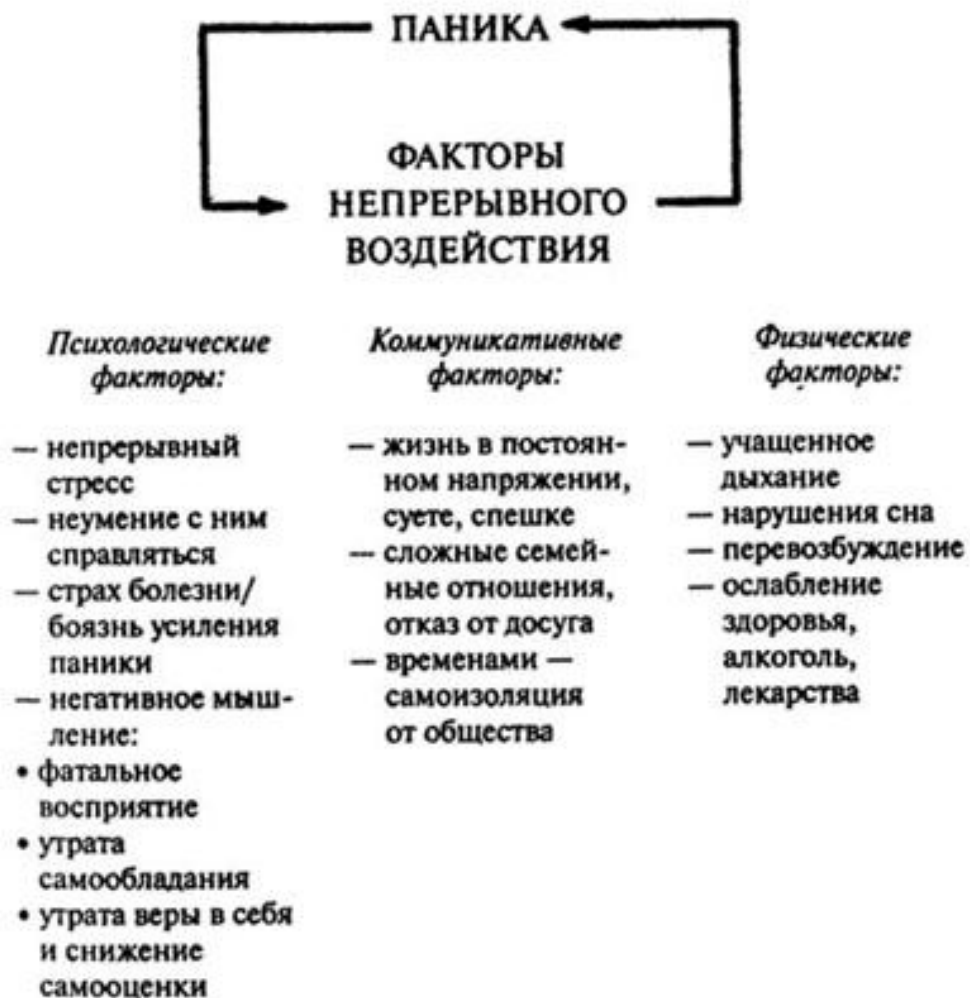 ПАНИКА
ФАКТОРЫ
НЕПРЕРЫВНОГО
ВОЗДЕЙСТВИЯ
Психологические
факторы:
— непрерывный
стресс
— неумение с ним
справляться
— страх болезни/
боязнь усиления
паники
— негативное мыш-
ление:
• фатальное
восприятие
• утрата
самообладания
• утрата веры в себя
и снижение
самооценки
Коммуникативные
факторы:
— жизнь в постоян-
ном напряжении,
суете, спешке
— сложные семей-
ные отношения,
отказ от досуга
— временами —
самоизоляция
от общества
Физические
факторы:
— учащенное
дыхание
— нарушения сна
— перевозбуждение
— ослабление
здоровья,
алкоголь,
лекарства